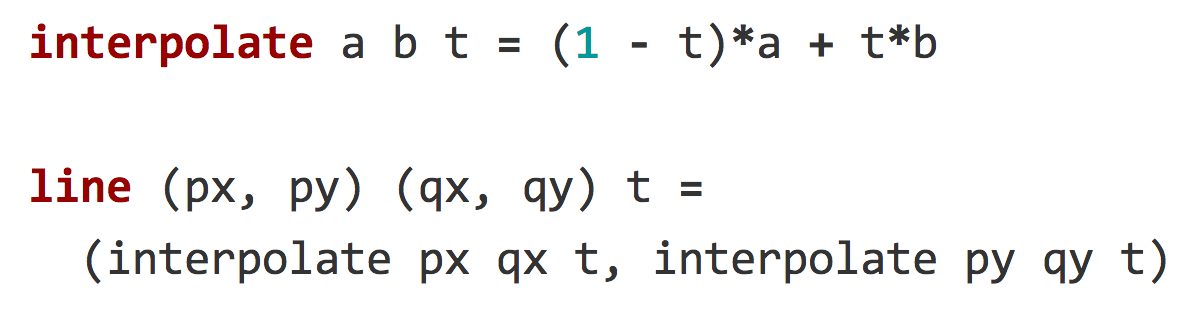 interpolate a b t = (1 - t)*a + t*b
line (px, py) (qx, qy) t =
(interpolate px qx t, interpolate py qy t)